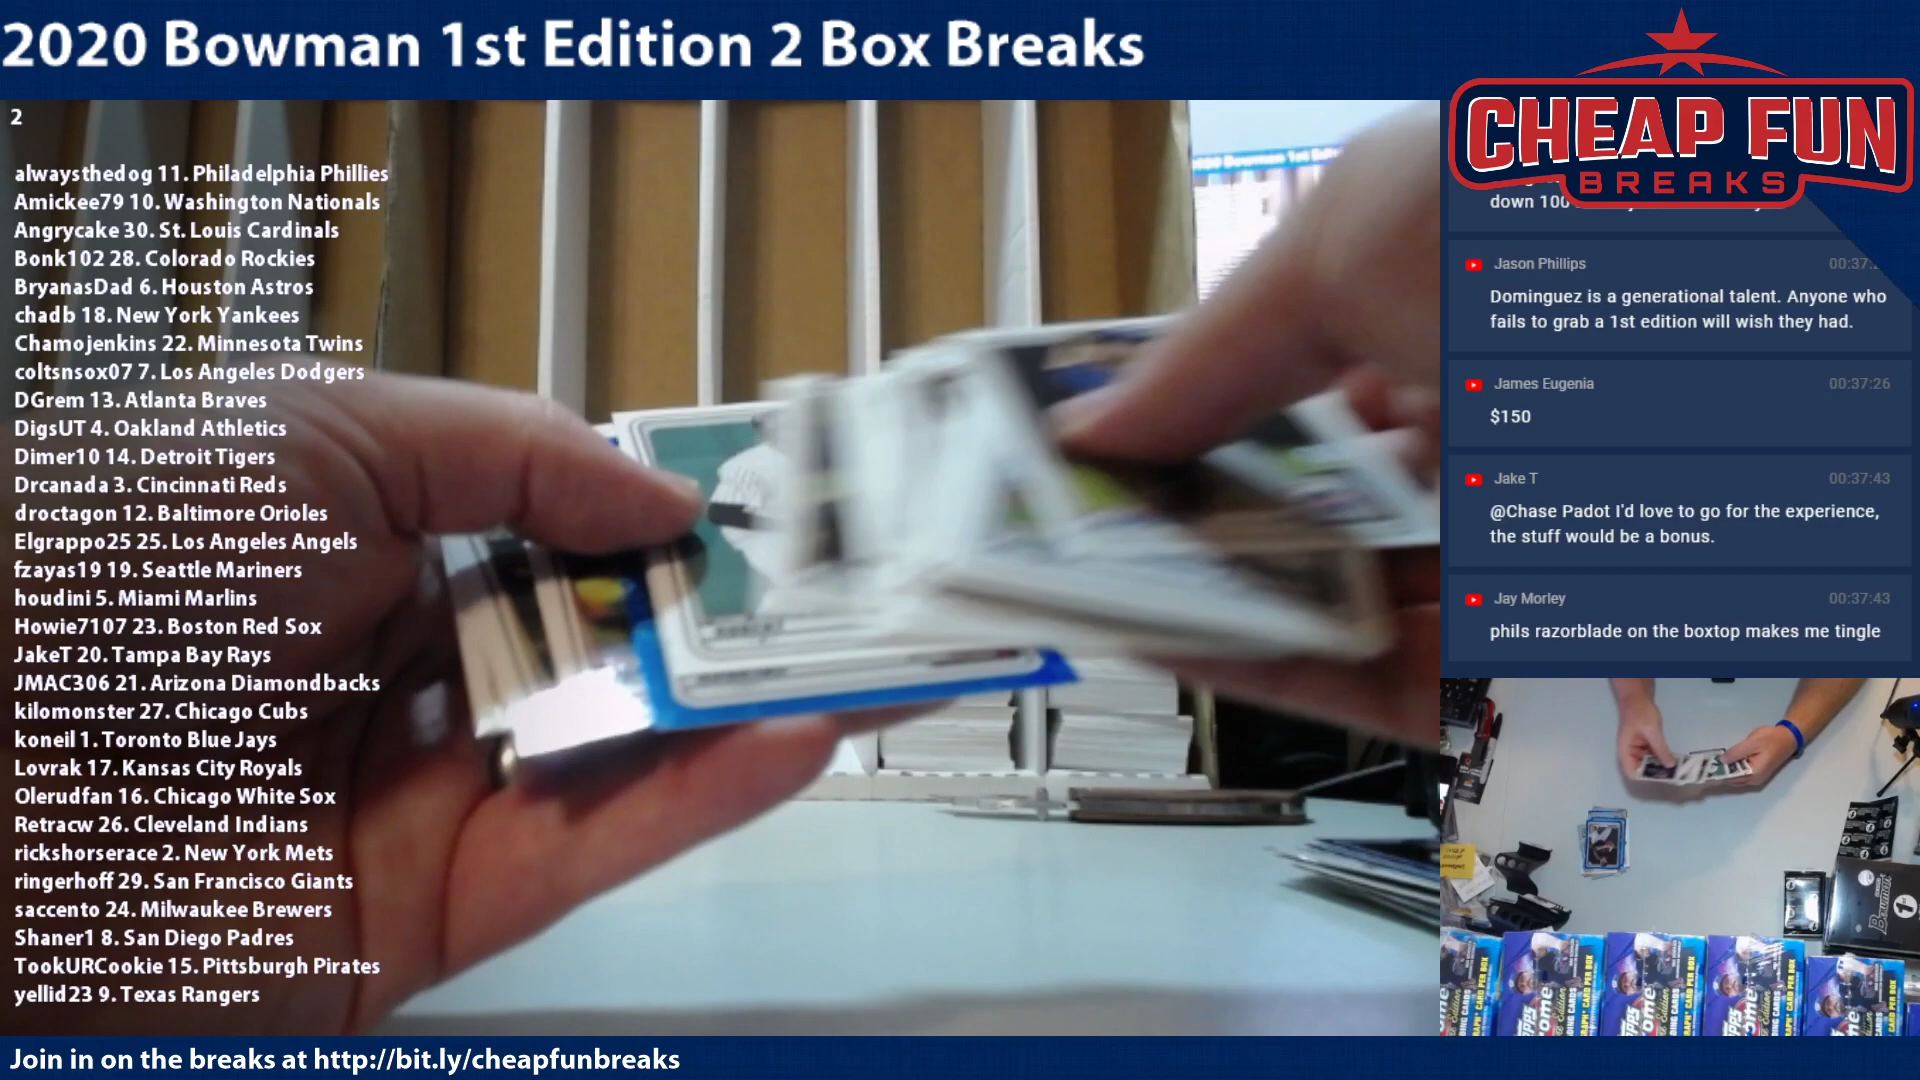 2020 Bowman 1st Edition 2 Box Breaks
CHEAP FUN
BREAKS
2
alwaysthedog 11. Philadelphia Phillies
Amickee79 10. Washington Nationals
Angrycake 30. St. Louis Cardinals
Bonk102 28. Colorado Rockies
BryanasDad 6. Houston Astros
chadb 18. New York Yankees
Chamojenkins 22. Minnesota Twins
coltsnsox07 7. Los Angeles Dodgers
DGrem 13. Atlanta Braves
DigsUT 4. Oakland Athletics
Dimer10 14. Detroit Tigers
Drcanada 3. Cincinnati Reds
droctagon 12. Baltimore Orioles
Elgrappo25 25. Los Angeles Angels
fzayas19 19. Seattle Mariners
houdini 5. Miami Marlins
Howie7107 23. Boston Red Sox
JakeT 20. Tampa Bay Rays
JMAC306 21. Arizona Diamondbacks
kilomonster 27. Chicago Cubs
koneil 1. Toronto Blue Jays
Lovrak 17. Kansas City Royals
Olerudfan 16. Chicago White Sox
Retracw 26. Cleveland Indians
rickshorserace 2. New York Mets
ringerhoff 29. San Francisco Giants
saccento 24. Milwaukee Brewers
Shaner1 8. San Diego Padres
TookURCookie 15. Pittsburgh Pirates
yellid23 9. Texas Rangers
down 100
Jason Phillips 00:37:
Dominguez is a generational talent. Anyone who
fails to grab a 1st edition will wish they had.
James Eugenia 00:37:26
$150
Jake T 00:37:43
@Chase Padot I'd love to go for the experience,
the stuff would be a bonus.
Jay Morley 00:37:43
phils razorblade on the boxtop makes me tingle
Bowman
Join in on the breaks at http://bit.ly/cheapfunbreaks